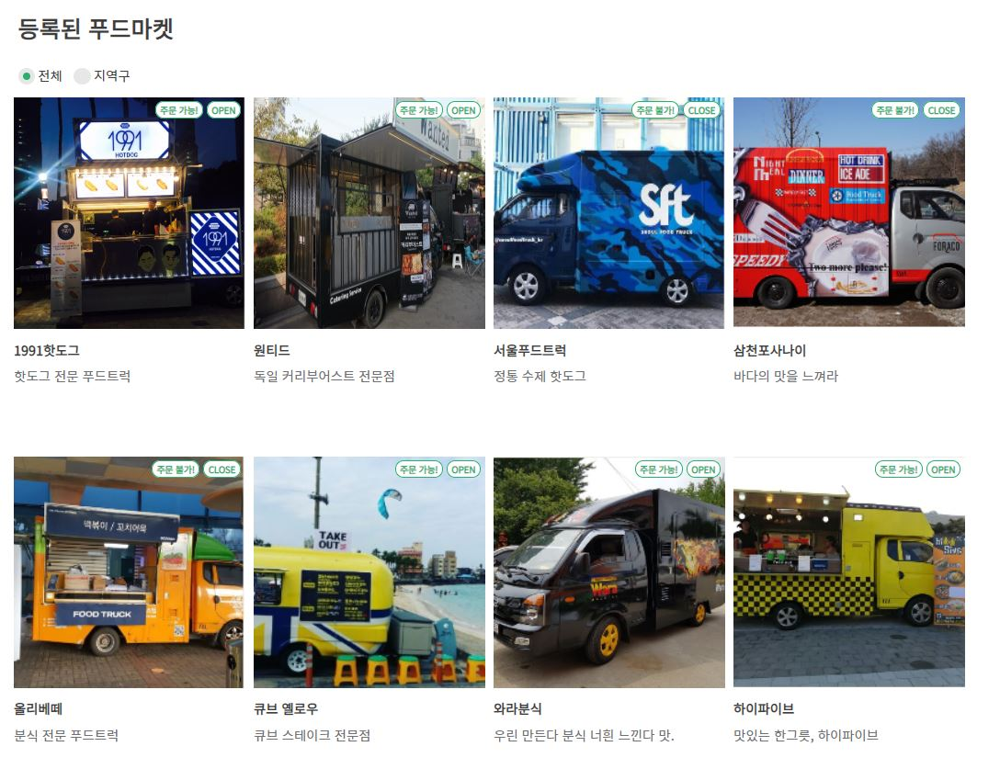 등록된 푸드마켓
전체 지역구
주문 가능! OPEN
1991
HOTDOG
1991
HOTDOG
1991핫도그
핫도그 전문 푸드트럭
주문 가능! OPEN
Wanted
Catering Service
원티드
독일 커리부어스트 전문점
주문 불가! CLOSE
Sft
SEOUL FOOD TRUCK
@seoulfoodtruck_kr
서울푸드트럭
정통 수제 핫도그
주문 불가! CLOSE
NIGHT
MEAL
DINNER
HOT DRINK
ICE ADE
Food Truck
SPEEDY
Two more please!
FORACO
삼천포사나이
바다의 맛을 느껴라
주문 불가! CLOSE
떡볶이 / 꼬치어묵
FOOD TRUCK
올리베떼
분식 전문 푸드트럭
주문 가능! OPEN
TAKE
OUT
큐브 옐로우
큐브 스테이크 전문점
주문 가능! OPEN
Wara
와라분식
우린 만든다 분식 너흰 느낀다 맛.
주문 가능! OPEN
하이파이브
맛있는 한그릇, 하이파이브